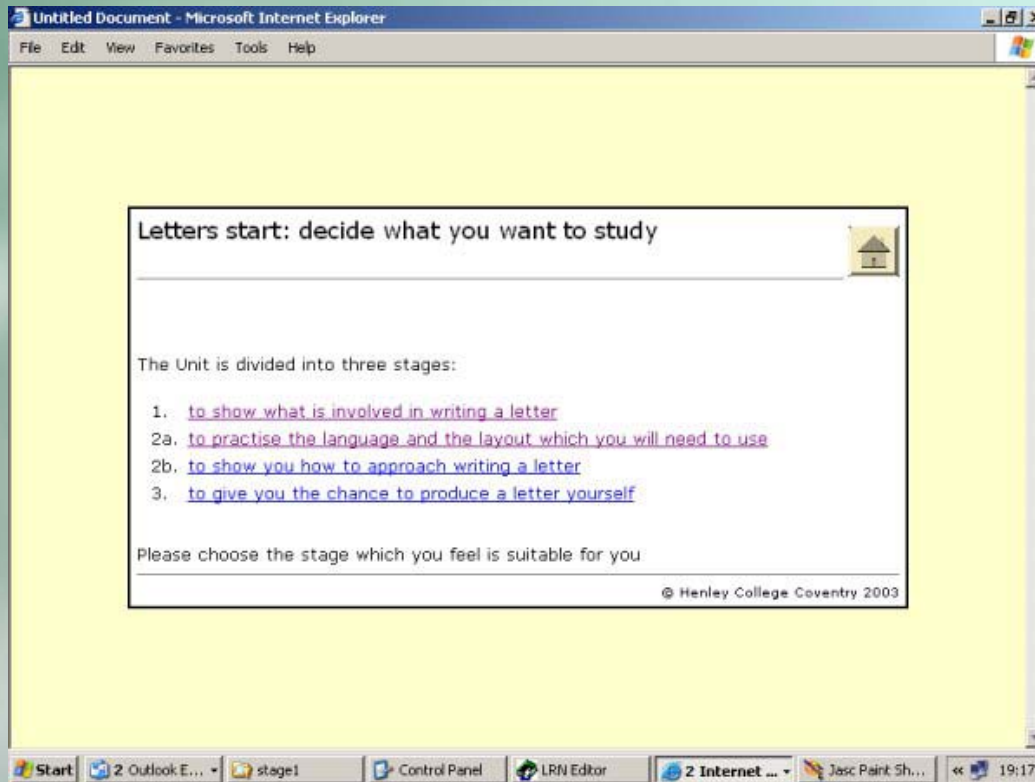 Untitled Document - Microsoft Internet Explorer
File Edit View Favorites Tools Help
Letters start: decide what you want to study
The Unit is divided into three stages:
1. to show what is involved in writing a letter
2a. to practise the language and the layout which you will need to use
2b. to show you how to approach writing a letter
3. to give you the chance to produce a letter yourself
Please choose the stage which you feel is suitable for you
© Henley College Coventry 2003
Start 2 Outlook E... stage1 Control Panel LRN Editor 2 Internet ... Jasc Paint Sh... « 19:17